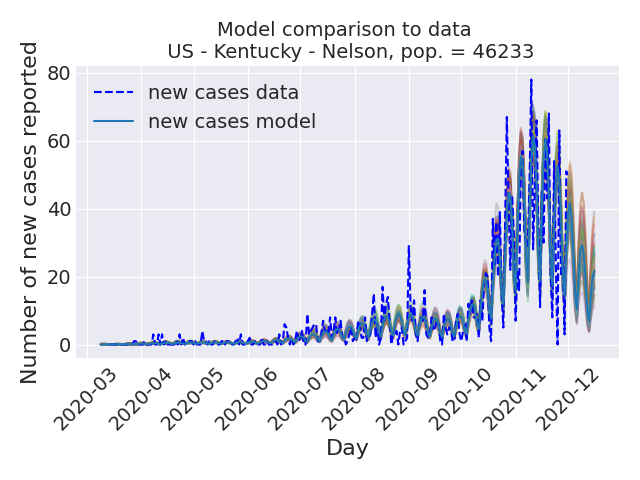 Model comparison to data
US - Kentucky - Nelson, pop. = 46233
Number of new cases reported
80
60
40
20
0
new cases data
new cases model
2020-03
2020-04
2020-05
2020-06
2020-07
2020-08
2020-09
2020-10
2020-11
2020-12
Day